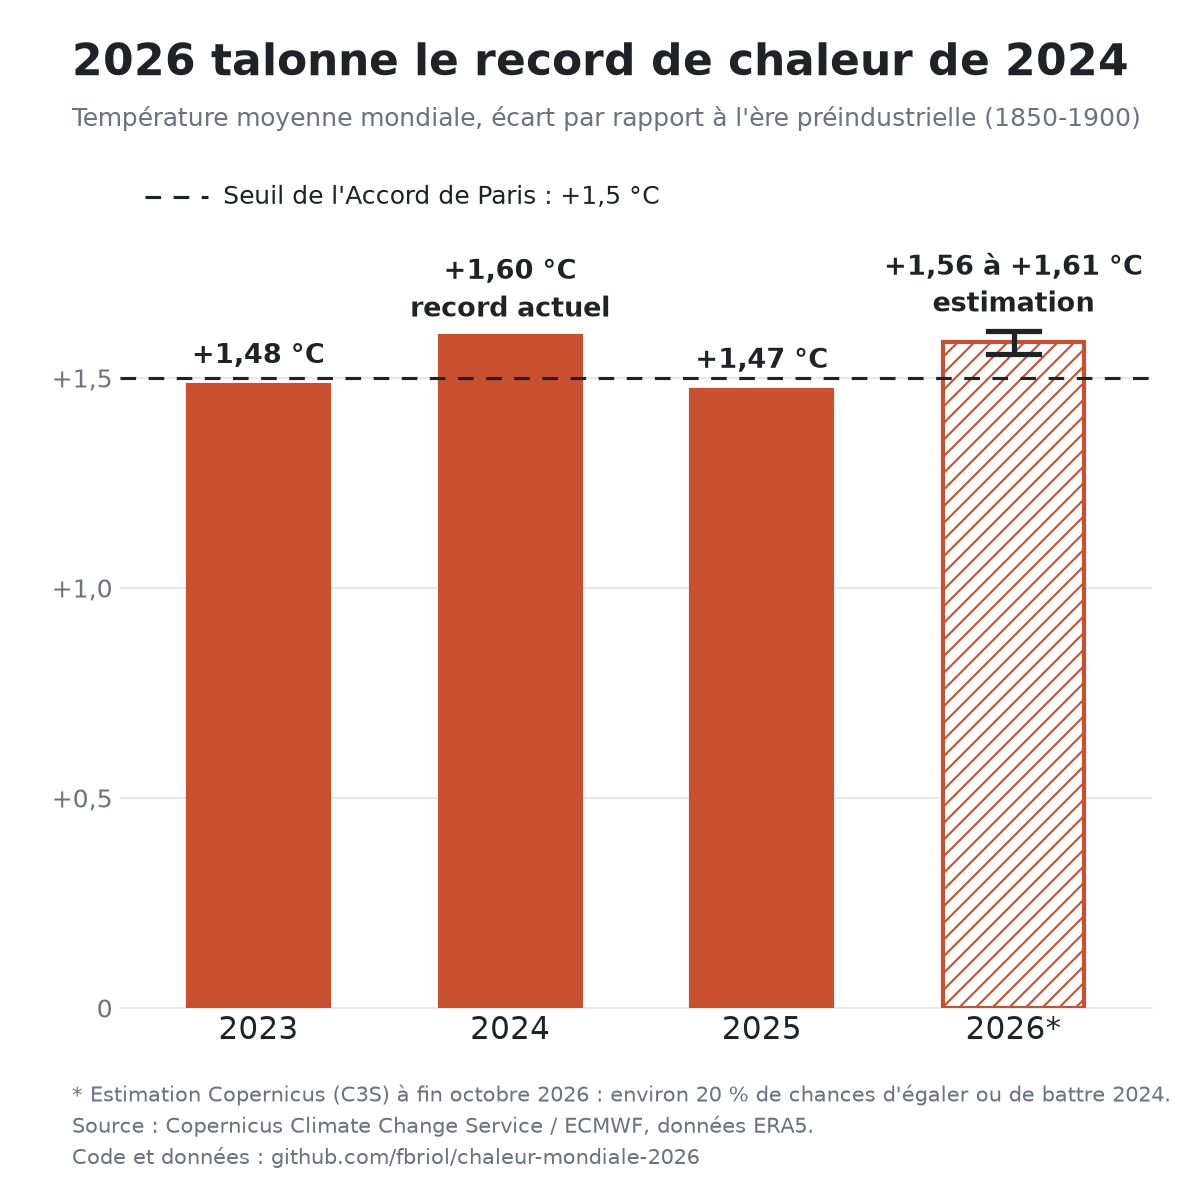 2026 talonne le record de chaleur de 2024
Température moyenne mondiale, écart par rapport à l'ère préindustrielle (1850-1900)
Seuil de l'Accord de Paris : +1,5 °C
+1,48 °C
+1,60 °C
record actuel
+1,47 °C
+1,56 à +1,61 °C
estimation
+1,5
+1,0
+0,5
0
2023
2024
2025
2026*
* Estimation Copernicus (C3S) à fin octobre 2026 : environ 20 % de chances d'égaler ou de battre 2024.
Source : Copernicus Climate Change Service / ECMWF, données ERA5.
Code et données : github.com/fbriol/chaleur-mondiale-2026